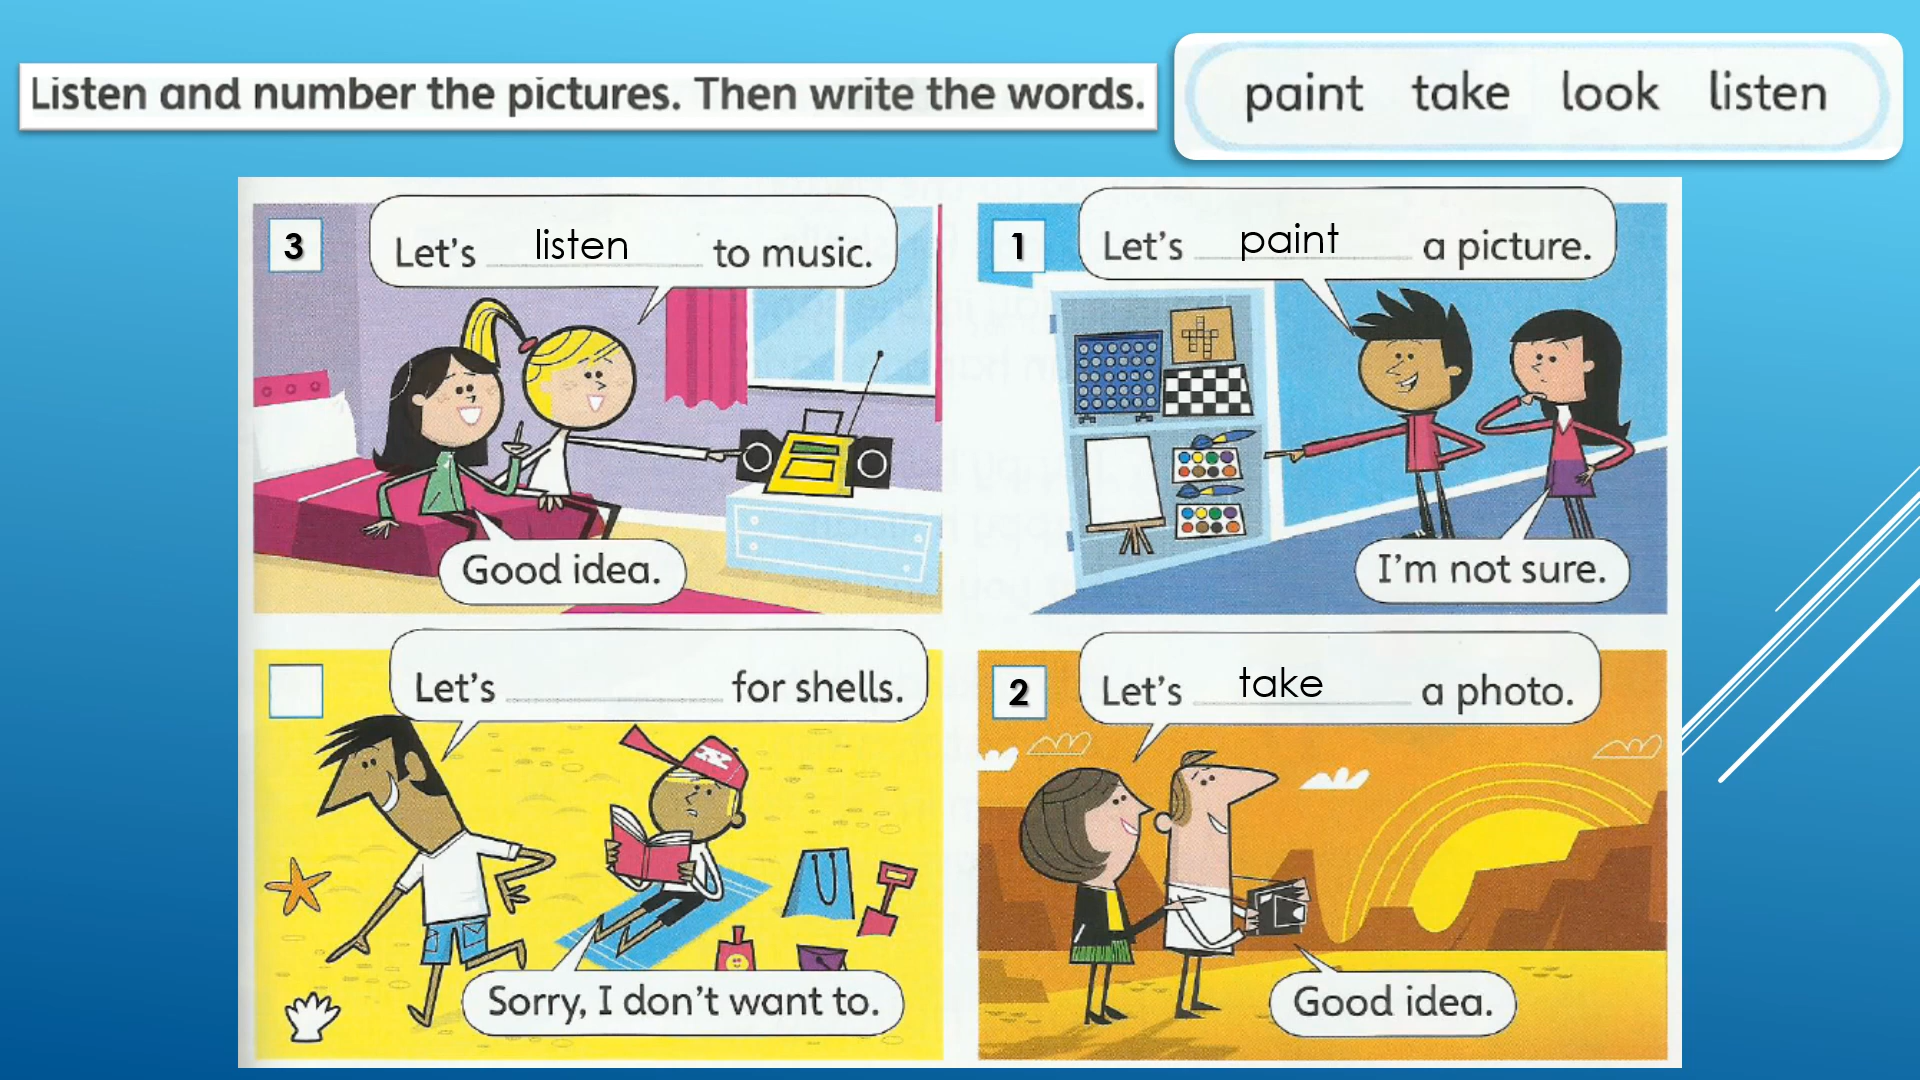 Listen and number the pictures. Then write the words.
paint take look listen
3
Let's listen to music.
Good idea.
1
Let's paint a picture.
I'm not sure.
Let's for shells.
Sorry, I don't want to.
2
Let's take a photo.
Good idea.